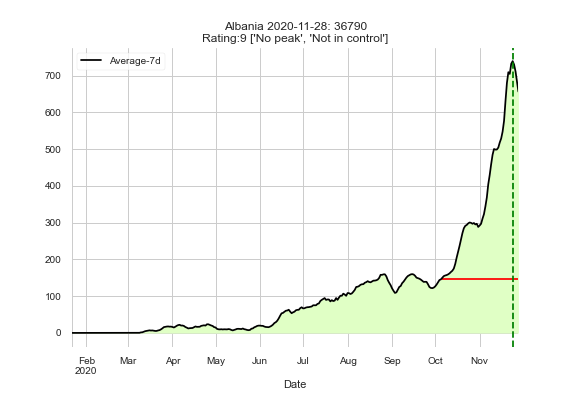 Albania 2020-11-28: 36790
Rating:9 ['No peak', 'Not in control']
Average-7d
700
600
500
400
300
200
100
0
Feb Mar Apr May Jun Jul Aug Sep Oct Nov
2020
Date